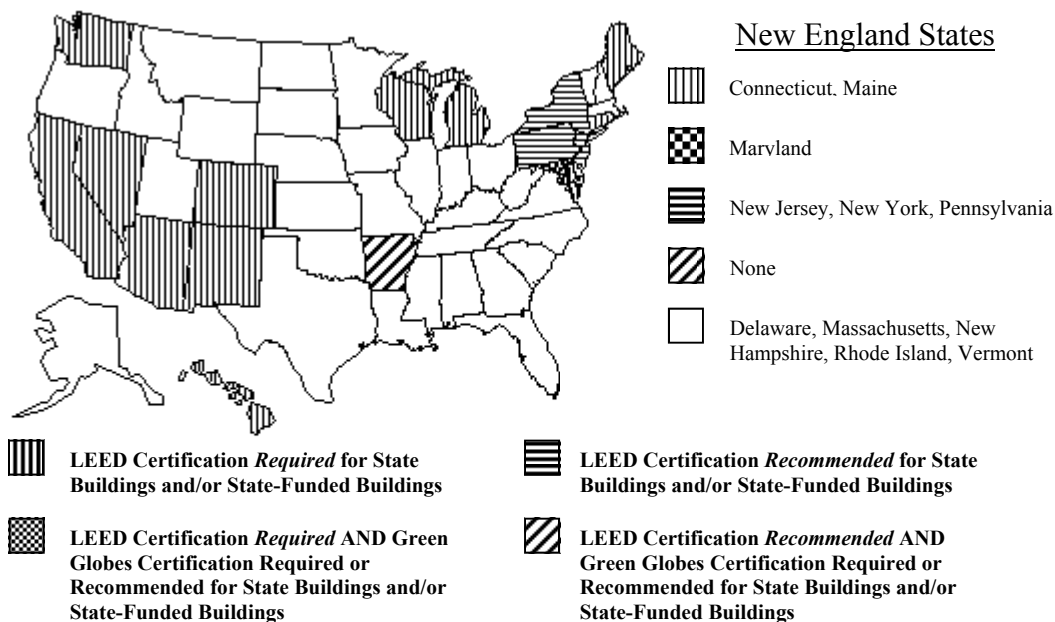 New England States
Connecticut, Maine
Maryland
New Jersey, New York, Pennsylvania
None
Delaware, Massachusetts, New
Hampshire, Rhode Island, Vermont
LEED Certification Required for State
Buildings and/or State-Funded Buildings
LEED Certification Recommended for State
Buildings and/or State-Funded Buildings
LEED Certification Required AND Green
Globes Certification Required or
Recommended for State Buildings and/or
State-Funded Buildings
LEED Certification Recommended AND
Green Globes Certification Required or
Recommended for State Buildings and/or
State-Funded Buildings